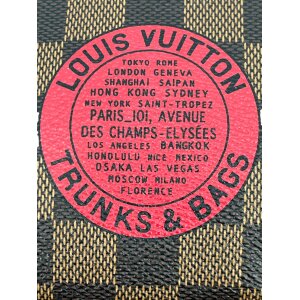 LOUIS VUITTON
TOKYO ROME
LONDON GENEVA
SHANGHAI SAIPAN
HONG KONG SYDNEY
NEW YORK SAINT-TROPEZ
PARIS_101, AVENUE
DES CHAMPS-ELYSÉES
LOS ANGELES BANGKOK
HONOLULU NICE MEXICO
OSAKA LAS VEGAS
MOSCOW MILANO
FLORENCE
TRUNKS & BAGS